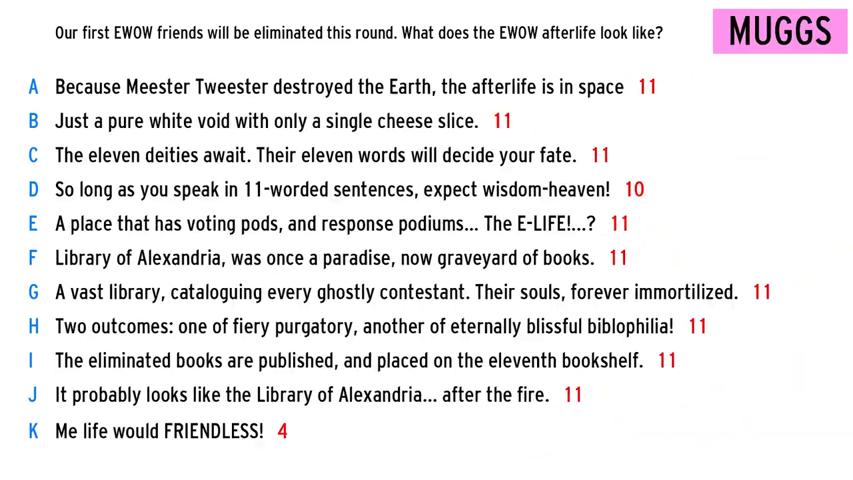 Our first EWOW friends will be eliminated this round. What does the EWOW afterlife look like?
MUGGS
A Because Meester Tweester destroyed the Earth, the afterlife is in space 11
B Just a pure white void with only a single cheese slice. 11
C The eleven deities await. Their eleven words will decide your fate. 11
D So long as you speak in 11-worded sentences, expect wisdom-heaven! 10
E A place that has voting pods, and response podiums... The E-LIFE!...? 11
F Library of Alexandria, was once a paradise, now graveyard of books. 11
G A vast library, cataloguing every ghostly contestant. Their souls, forever immortilized. 11
H Two outcomes: one of fiery purgatory, another of eternally blissful biblophilia! 11
I The eliminated books are published, and placed on the eleventh bookshelf. 11
J It probably looks like the Library of Alexandria... after the fire. 11
K Me life would FRIENDLESS! 4